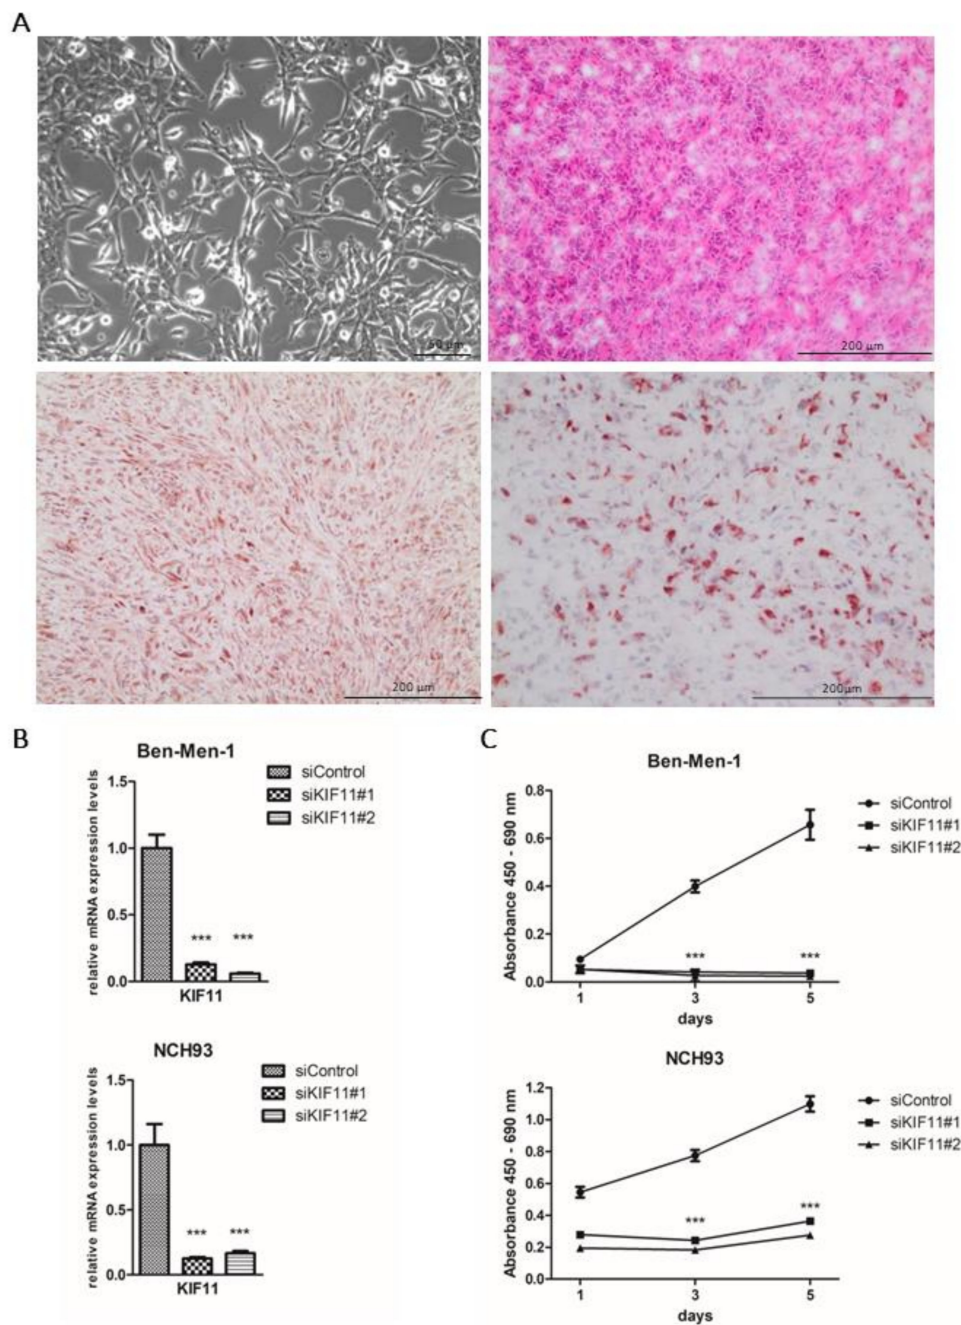 A
50 μm
200 μm
200 μm
200μm
B
Ben-Men-1
relative mRNA expression levels
1.5
1.0
0.5
0.0
siControl
siKIF11#1
siKIF11#2
***
***
KIF11
NCH93
relative mRNA expression levels
1.5
1.0
0.5
0.0
siControl
siKIF11#1
siKIF11#2
***
***
KIF11
C
Ben-Men-1
Absorbance 450 - 690 nm
0.8
0.6
0.4
0.2
0.0
siControl
siKIF11#1
siKIF11#2
***
***
1
3
5
days
NCH93
Absorbance 450 - 690 nm
1.2
1.0
0.8
0.6
0.4
0.2
0.0
siControl
siKIF11#1
siKIF11#2
***
***
1
3
5
days